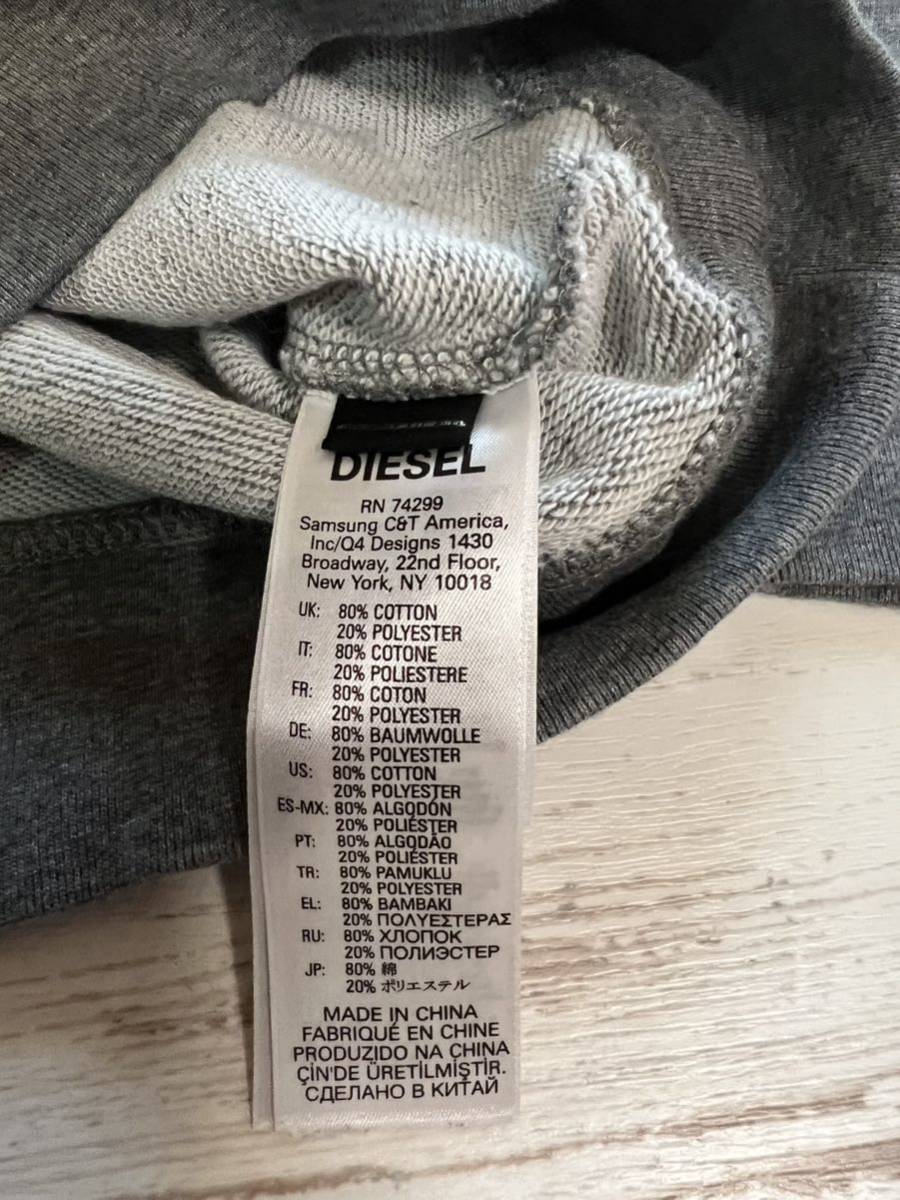 DIESEL
RN 74299
Samsung C&T America,
Inc/Q4 Designs 1430
Broadway, 22nd Floor,
New York, NY 10018
UK: 80% COTTON
20% POLYESTER
IT: 80% COTONE
20% POLIESTERE
FR: 80% COTON
20% POLYESTER
DE: 80% BAUMWOLLE
20% POLYESTER
US: 80% COTTON
20% POLYESTER
ES-MX: 80% ALGODÓN
20% POLIÉSTER
PT: 80% ALGODÃO
20% POLIÉSTER
TR: 80% PAMUKLU
20% POLYESTER
EL: 80% ΒΑΜΒΑΚΙ
20% ΠΟΛΥΕΣΤΕΡΑΣ
RU: 80% ХЛОПОК
20% ПОЛИЭСТЕР
JP: 80% 綿
20% ポリエステル
MADE IN CHINA
FABRIQUÉ EN CHINE
PRODUZIDO NA CHINA
ÇİN'DE ÜRETİLMİŞTİR.
СДЕЛАНО В КИТАЙ